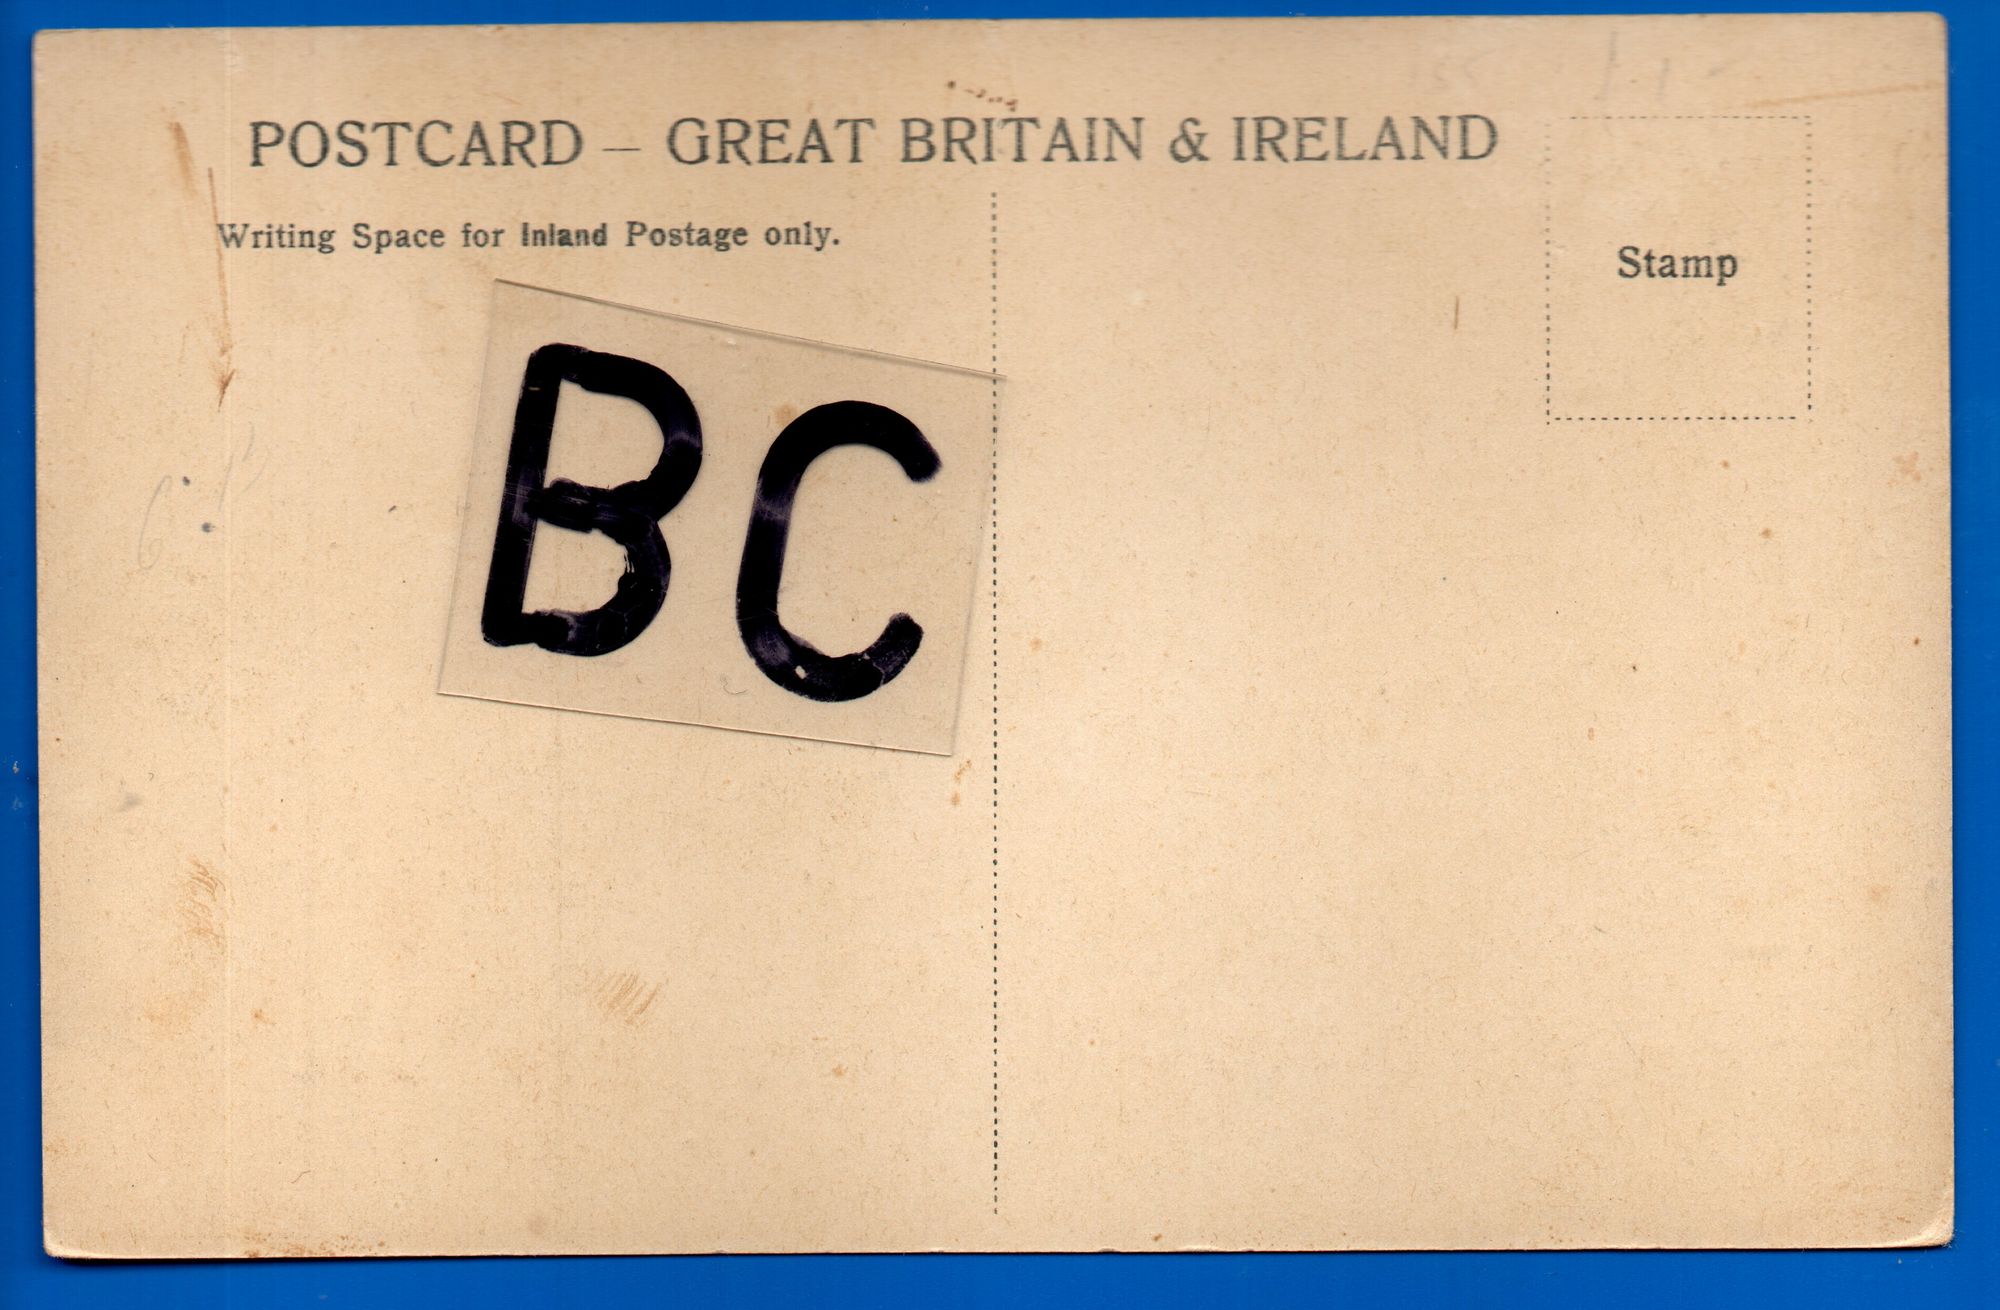 POSTCARD – GREAT BRITAIN & IRELAND
Writing Space for Inland Postage only.
Stamp
BC